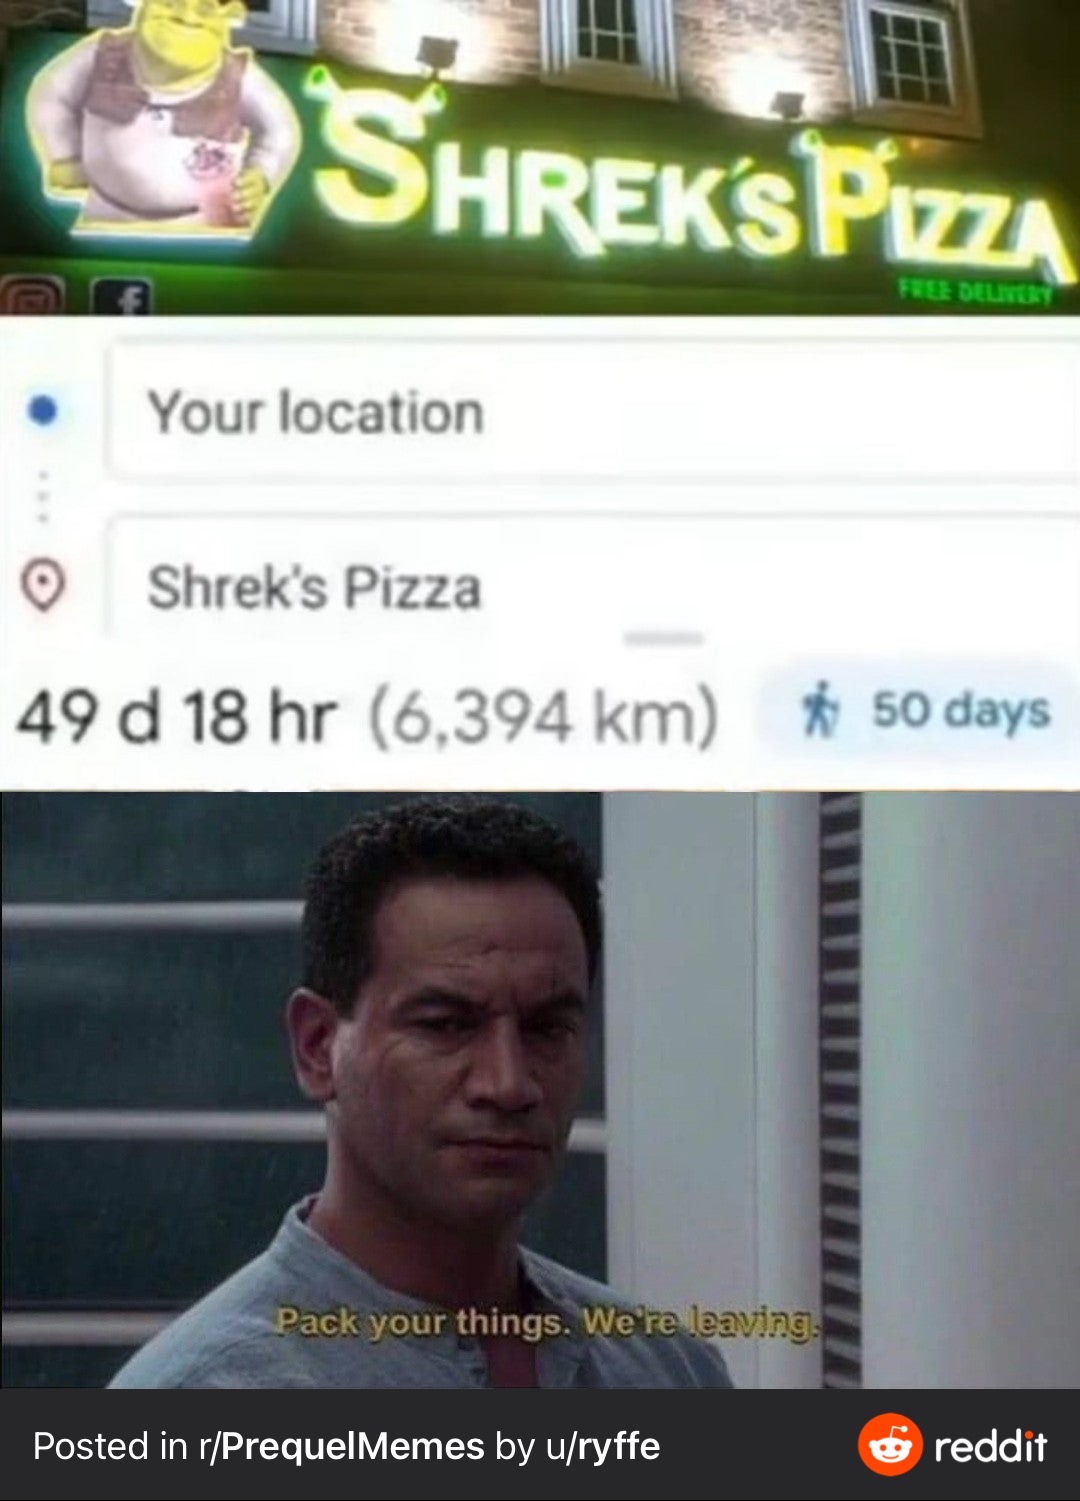 SHREK'S PIZZA
FREE DELIVERY
Your location
Shrek's Pizza
49 d 18 hr (6,394 km) 50 days
Pack your things. We're leaving.
Posted in r/PrequelMemes by u/ryffe reddit